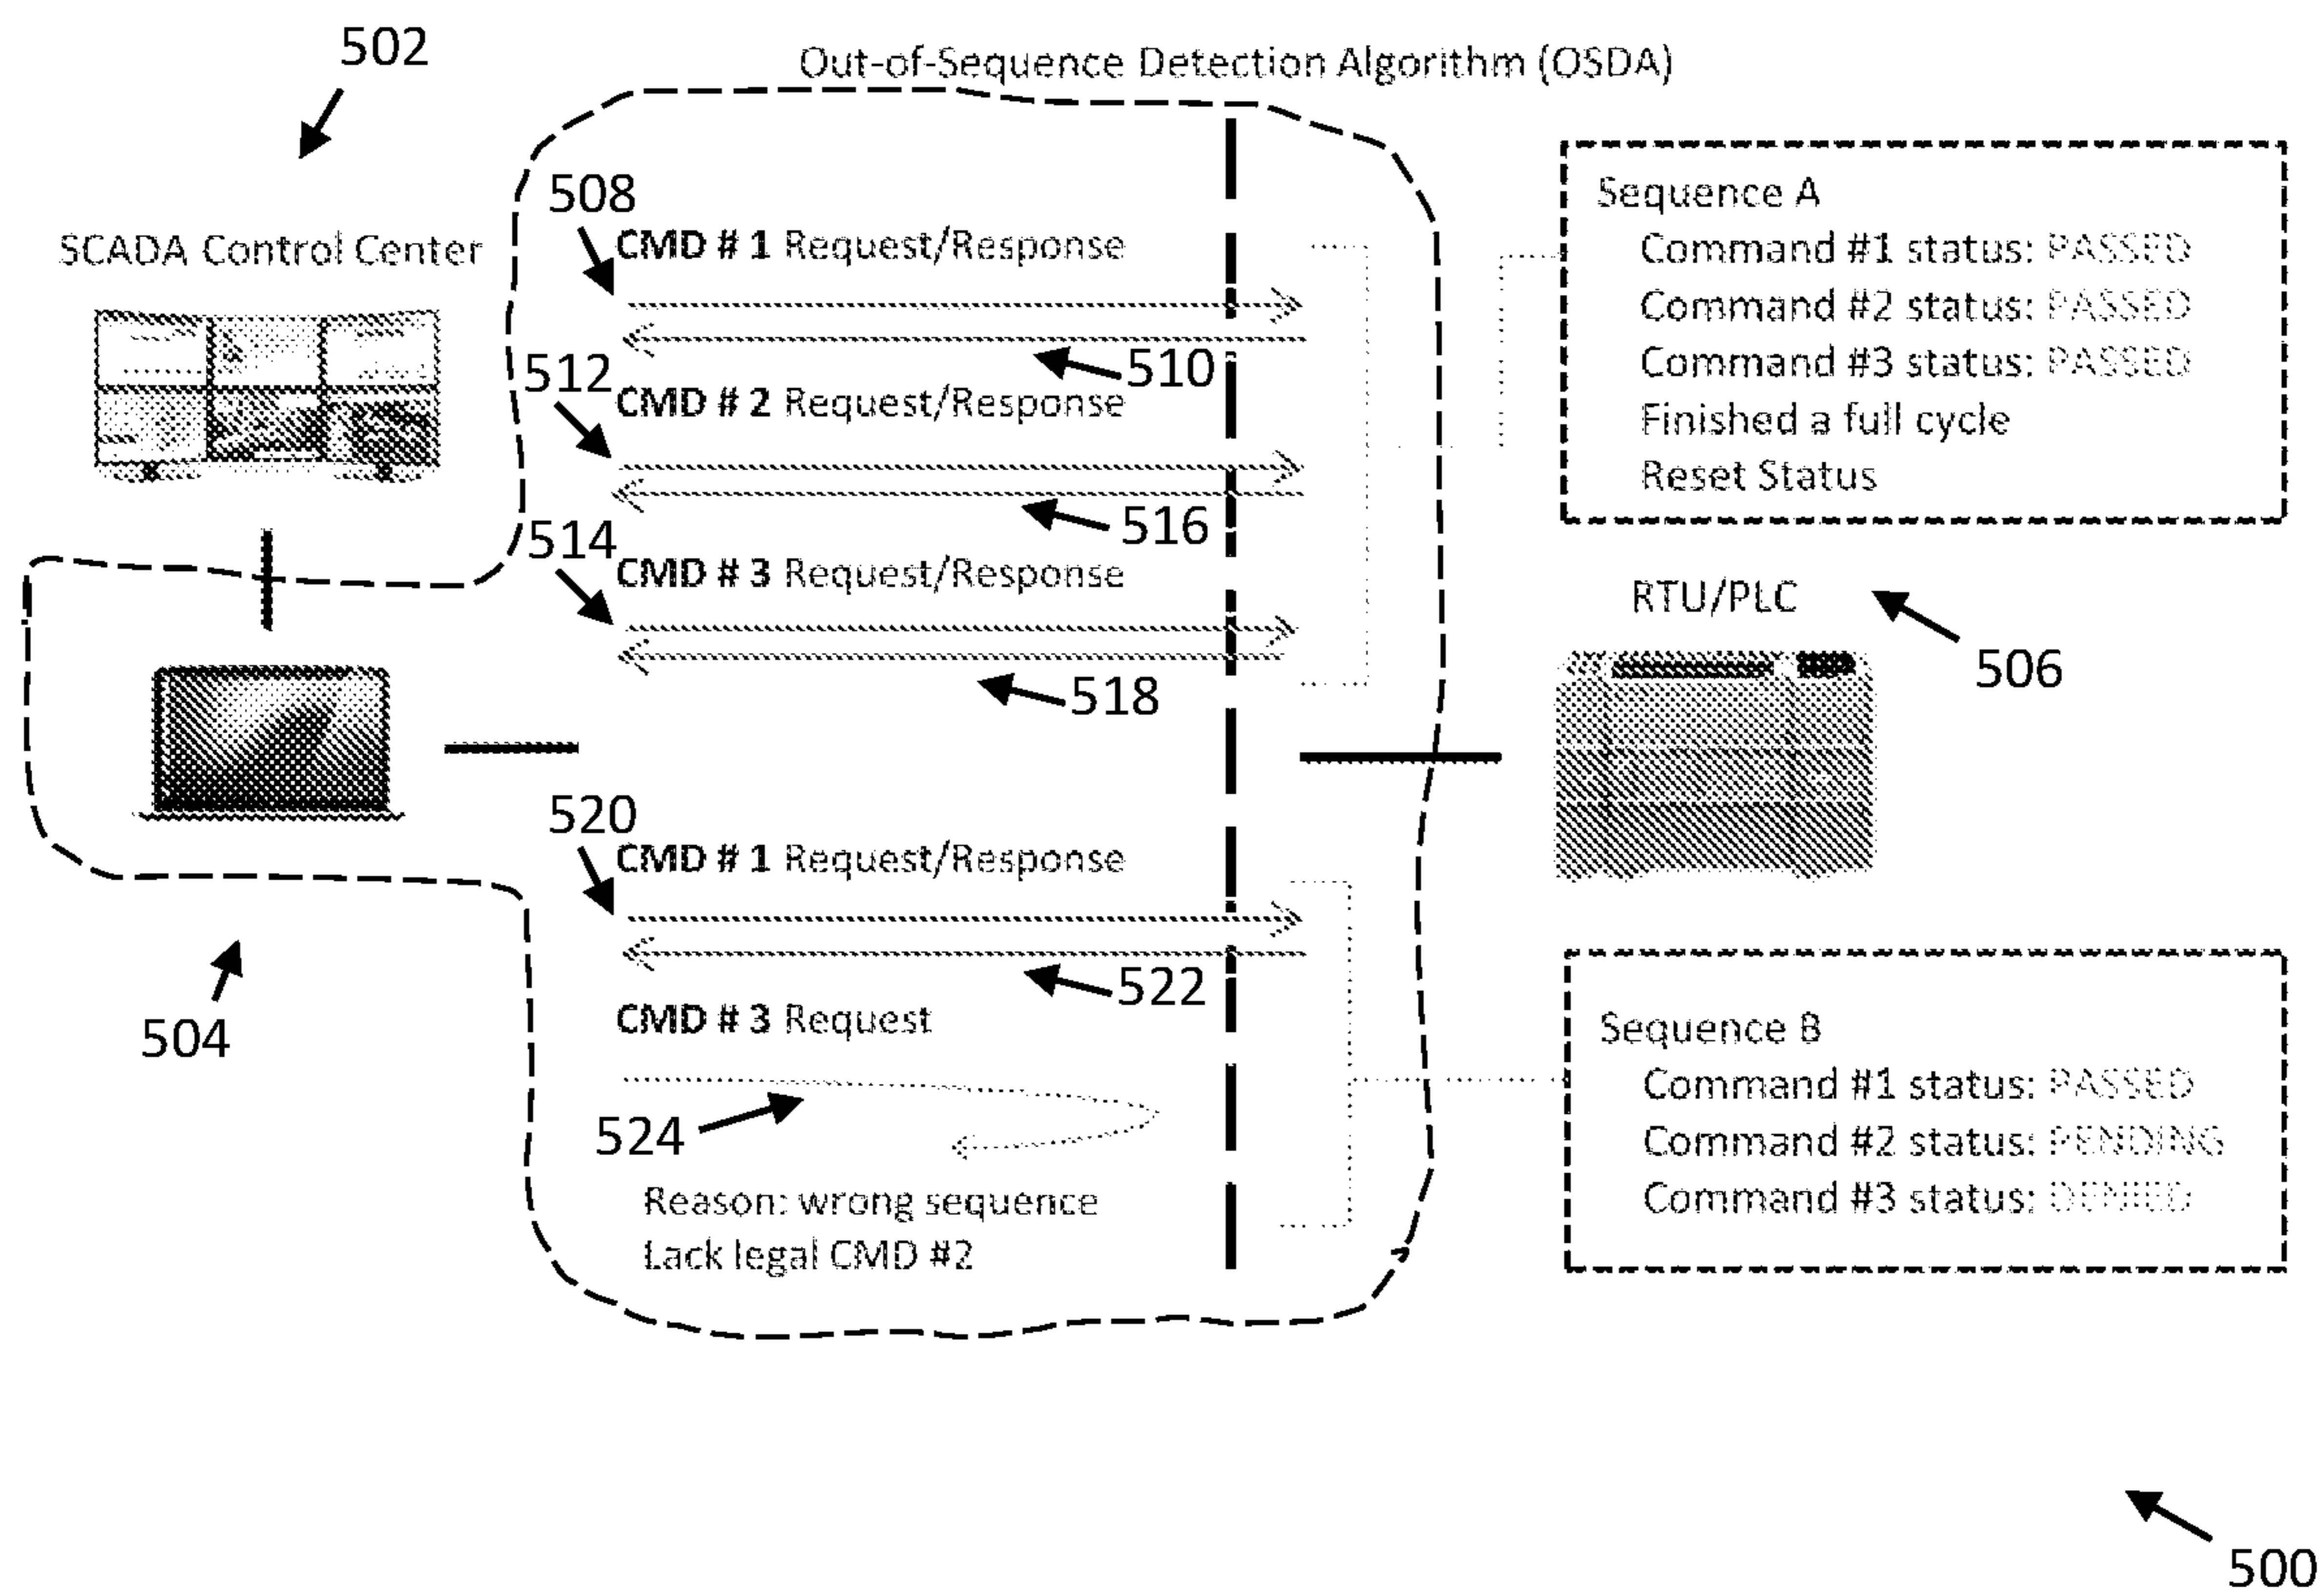 502
Out-of-Sequence Detection Algorithm (OSDA)
SCADA Control Center
508
CMD # 1 Request/Response
510
512
CMD # 2 Request/Response
516
514
CMD # 3 Request/Response
518
Sequence A
Command #1 status: PASSED
Command #2 status: PASSED
Command #3 status: PASSED
Finished a full cycle
Reset Status
RTU/PLC
506
520
CMD # 1 Request/Response
522
504
CMD # 3 Request
524
Reason: wrong sequence
Lack legal CMD #2
Sequence B
Command #1 status: PASSED
Command #2 status: PENDING
Command #3 status: DENIED
500